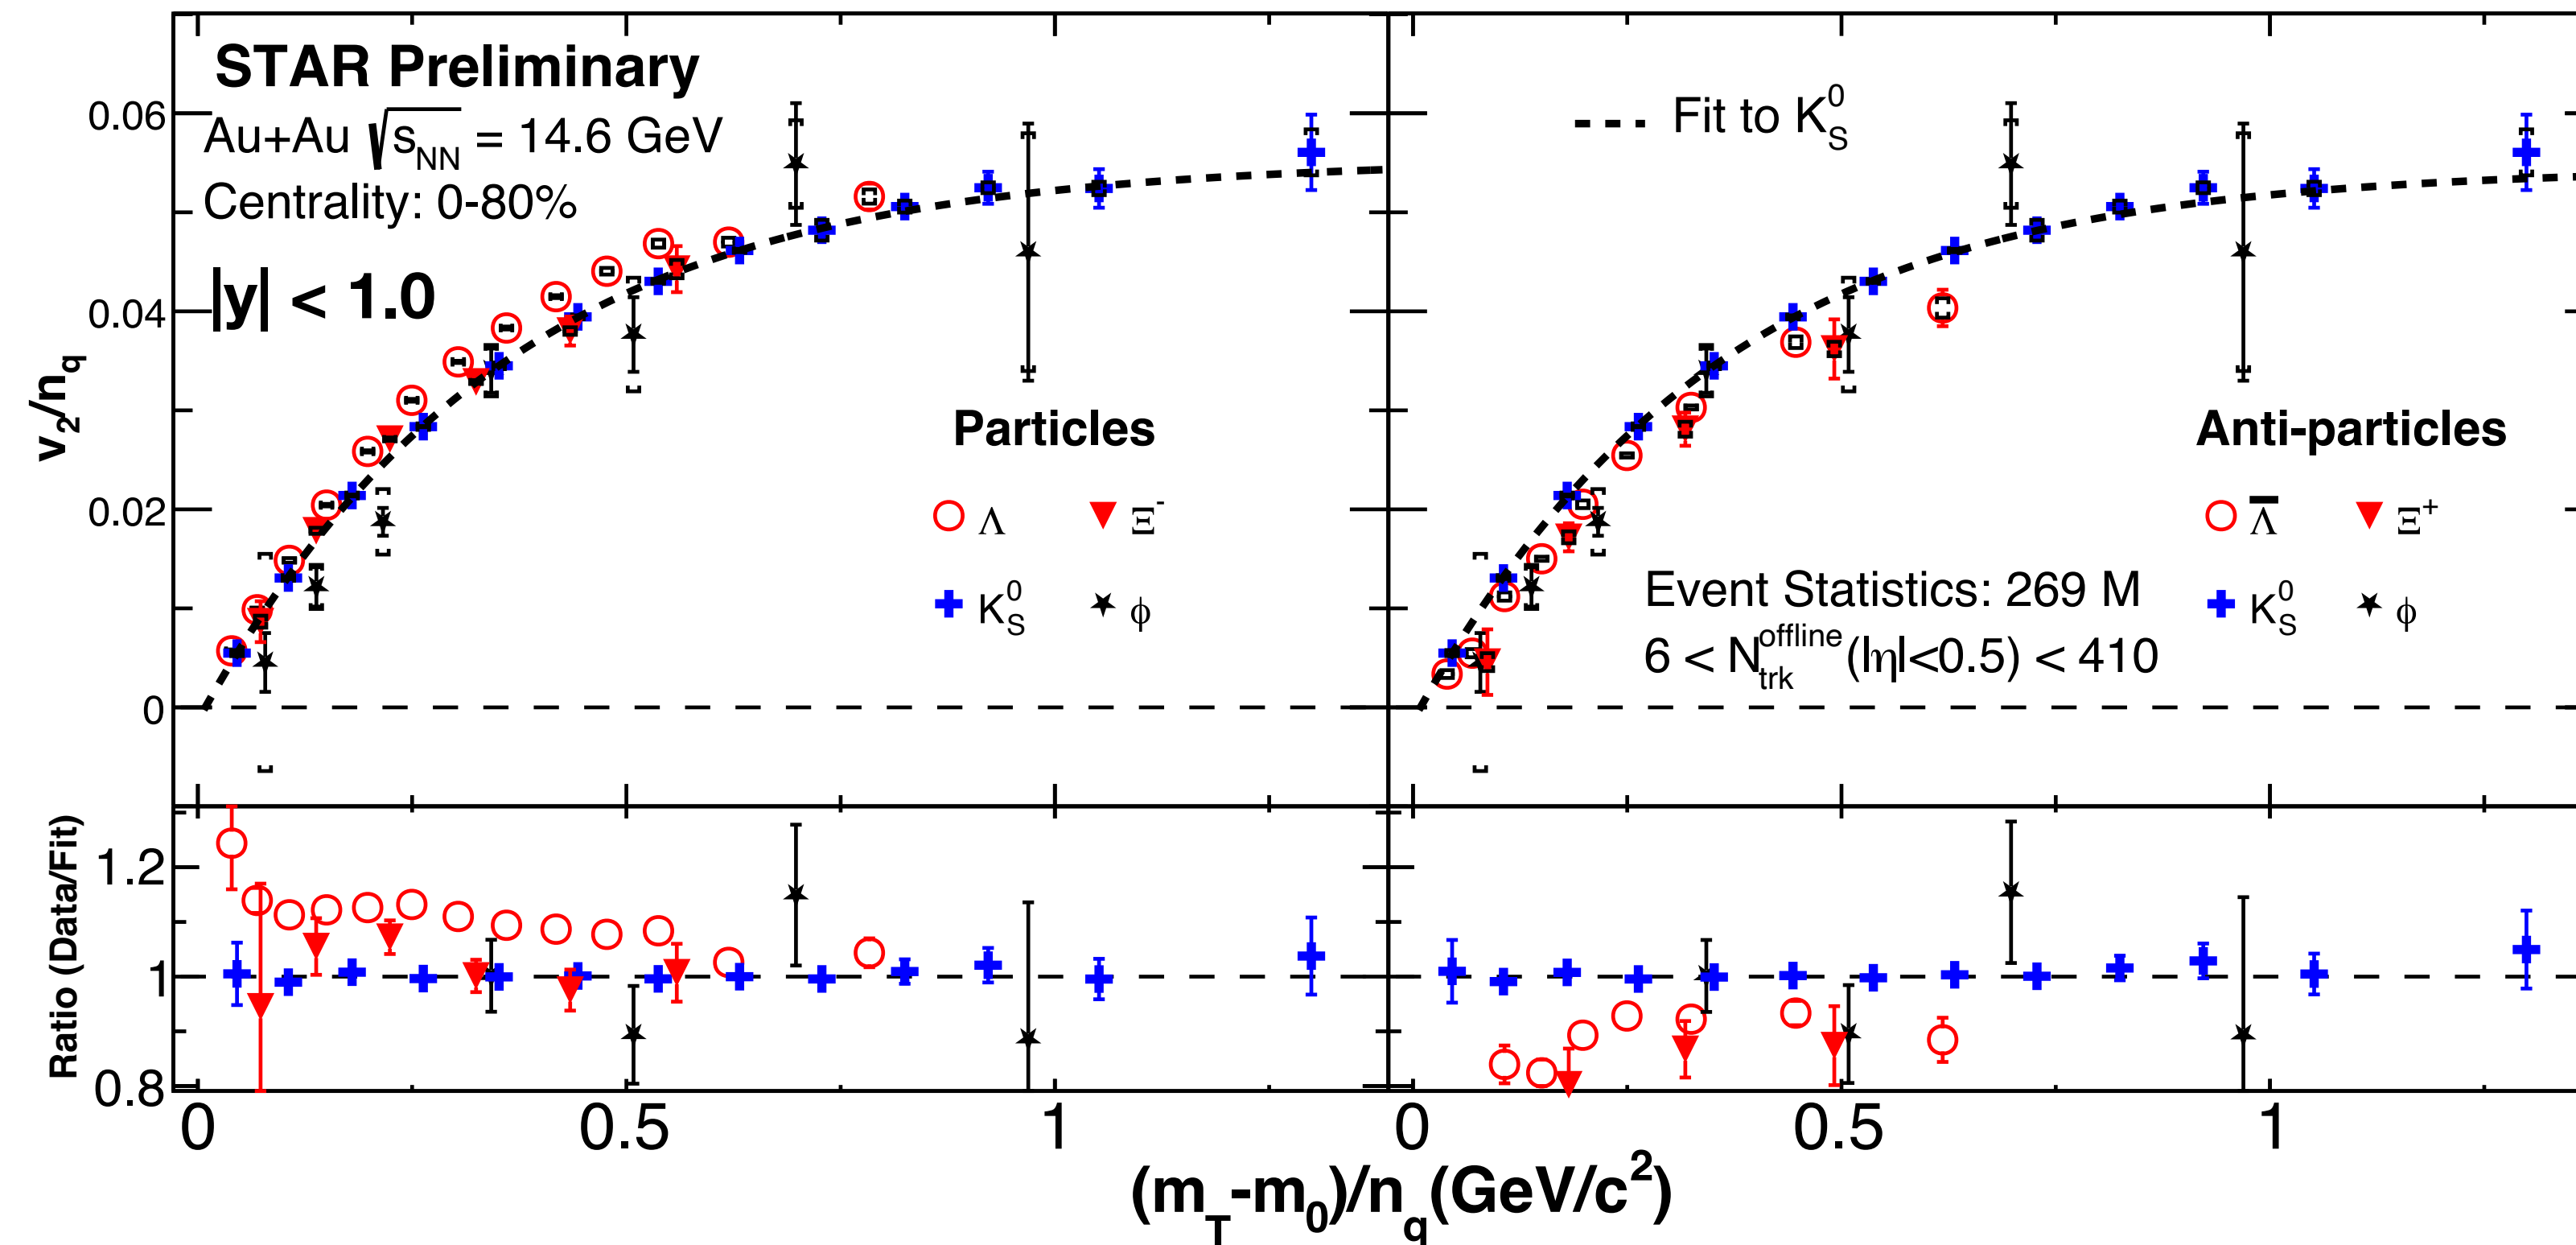 STAR Preliminary
Au+Au √sNN = 14.6 GeV
Centrality: 0-80%
|y| < 1.0
Fit to K0S
v2/nq
0.06
0.04
0.02
0
Particles
Λ Ξ-
K0S ϕ
Anti-particles
Λ̅ Ξ+
K0S ϕ
Event Statistics: 269 M
6 < Nofflinetrk (|η|<0.5) < 410
Ratio (Data/Fit)
1.2
1
0.8
0 0.5 1 0 0.5 1
(mT-m0)/nq(GeV/c2)